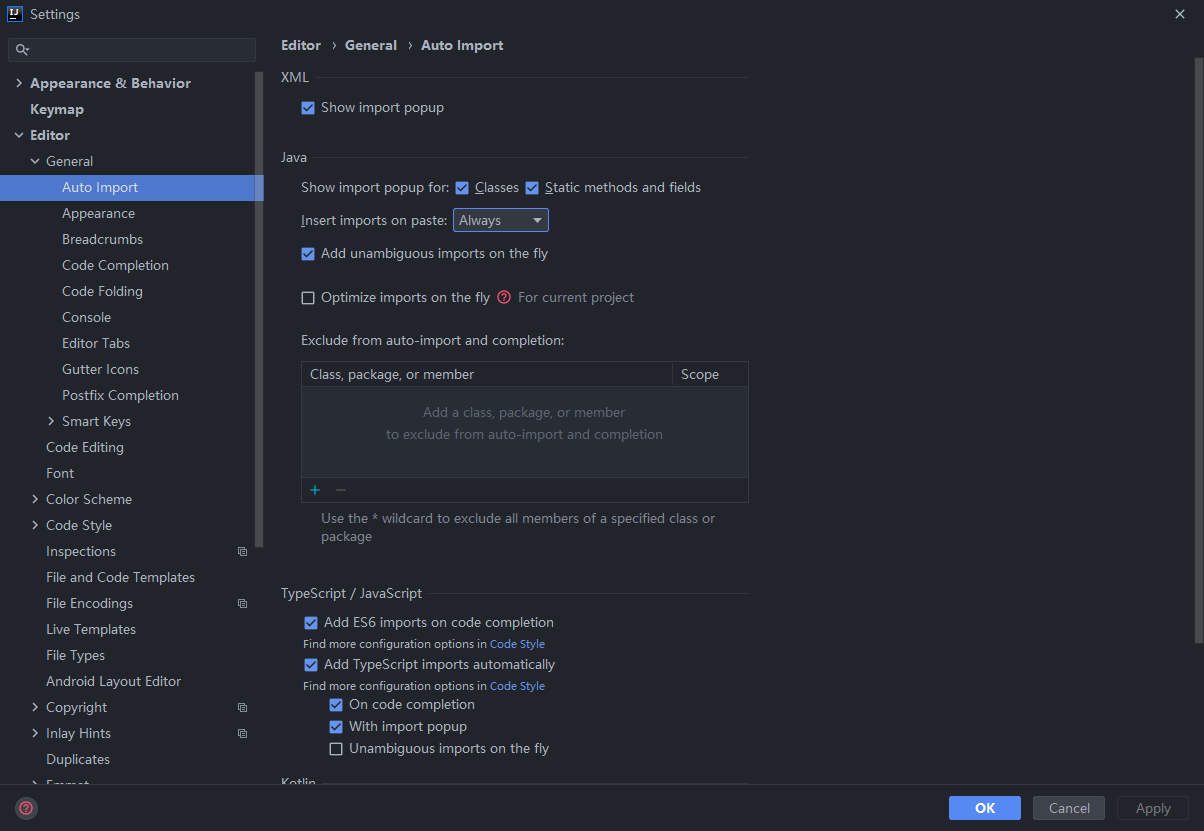 Settings
Appearance & Behavior
Keymap
Editor
General
Auto Import
Appearance
Breadcrumbs
Code Completion
Code Folding
Console
Editor Tabs
Gutter Icons
Postfix Completion
Smart Keys
Code Editing
Font
Color Scheme
Code Style
Inspections
File and Code Templates
File Encodings
Live Templates
File Types
Android Layout Editor
Copyright
Inlay Hints
Duplicates
Emmet
Editor › General › Auto Import
XML
Show import popup
Java
Show import popup for: Classes Static methods and fields
Insert imports on paste: Always
Add unambiguous imports on the fly
Optimize imports on the fly ? For current project
Exclude from auto-import and completion:
Class, package, or member Scope
Add a class, package, or member
to exclude from auto-import and completion
Use the * wildcard to exclude all members of a specified class or
package
TypeScript / JavaScript
Add ES6 imports on code completion
Find more configuration options in Code Style
Add TypeScript imports automatically
Find more configuration options in Code Style
On code completion
With import popup
Unambiguous imports on the fly
Kotlin
? OK Cancel Apply